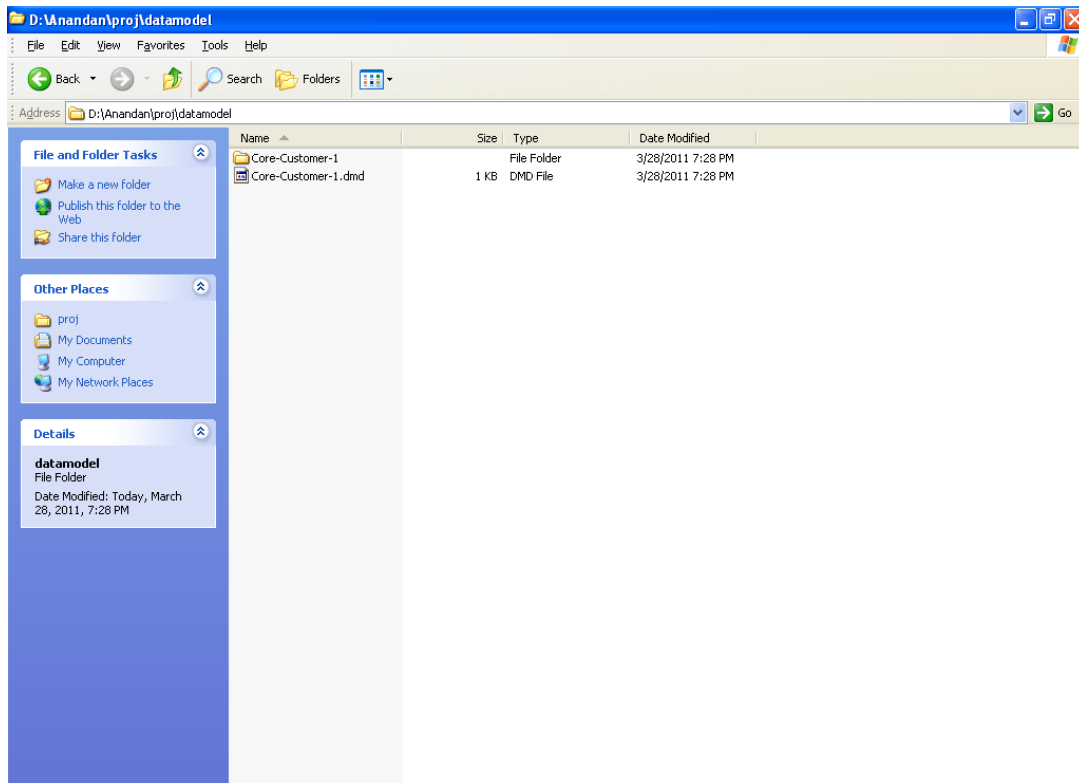 D:\Anandan\proj\datamodel
File Edit View Favorites Tools Help
Back Search Folders
Address D:\Anandan\proj\datamodel Go
Name Size Type Date Modified
Core-Customer-1 File Folder 3/28/2011 7:28 PM
Core-Customer-1.dmd 1 KB DMD File 3/28/2011 7:28 PM
File and Folder Tasks
Make a new folder
Publish this folder to the
Web
Share this folder
Other Places
proj
My Documents
My Computer
My Network Places
Details
datamodel
File Folder
Date Modified: Today, March
28, 2011, 7:28 PM